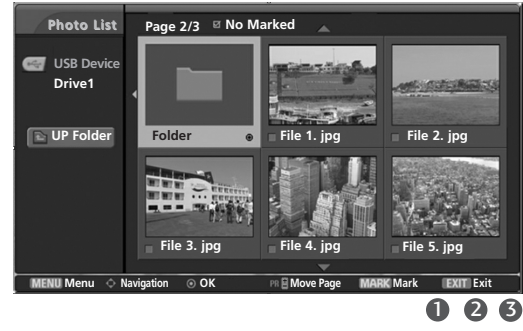 Photo List
Page 2/3 No Marked
USB Device
Drive1
UP Folder
Folder
File 1. jpg
File 2. jpg
File 3. jpg
File 4. jpg
File 5. jpg
MENU Menu Navigation OK PR Move Page MARK Mark EXIT Exit
1 2 3